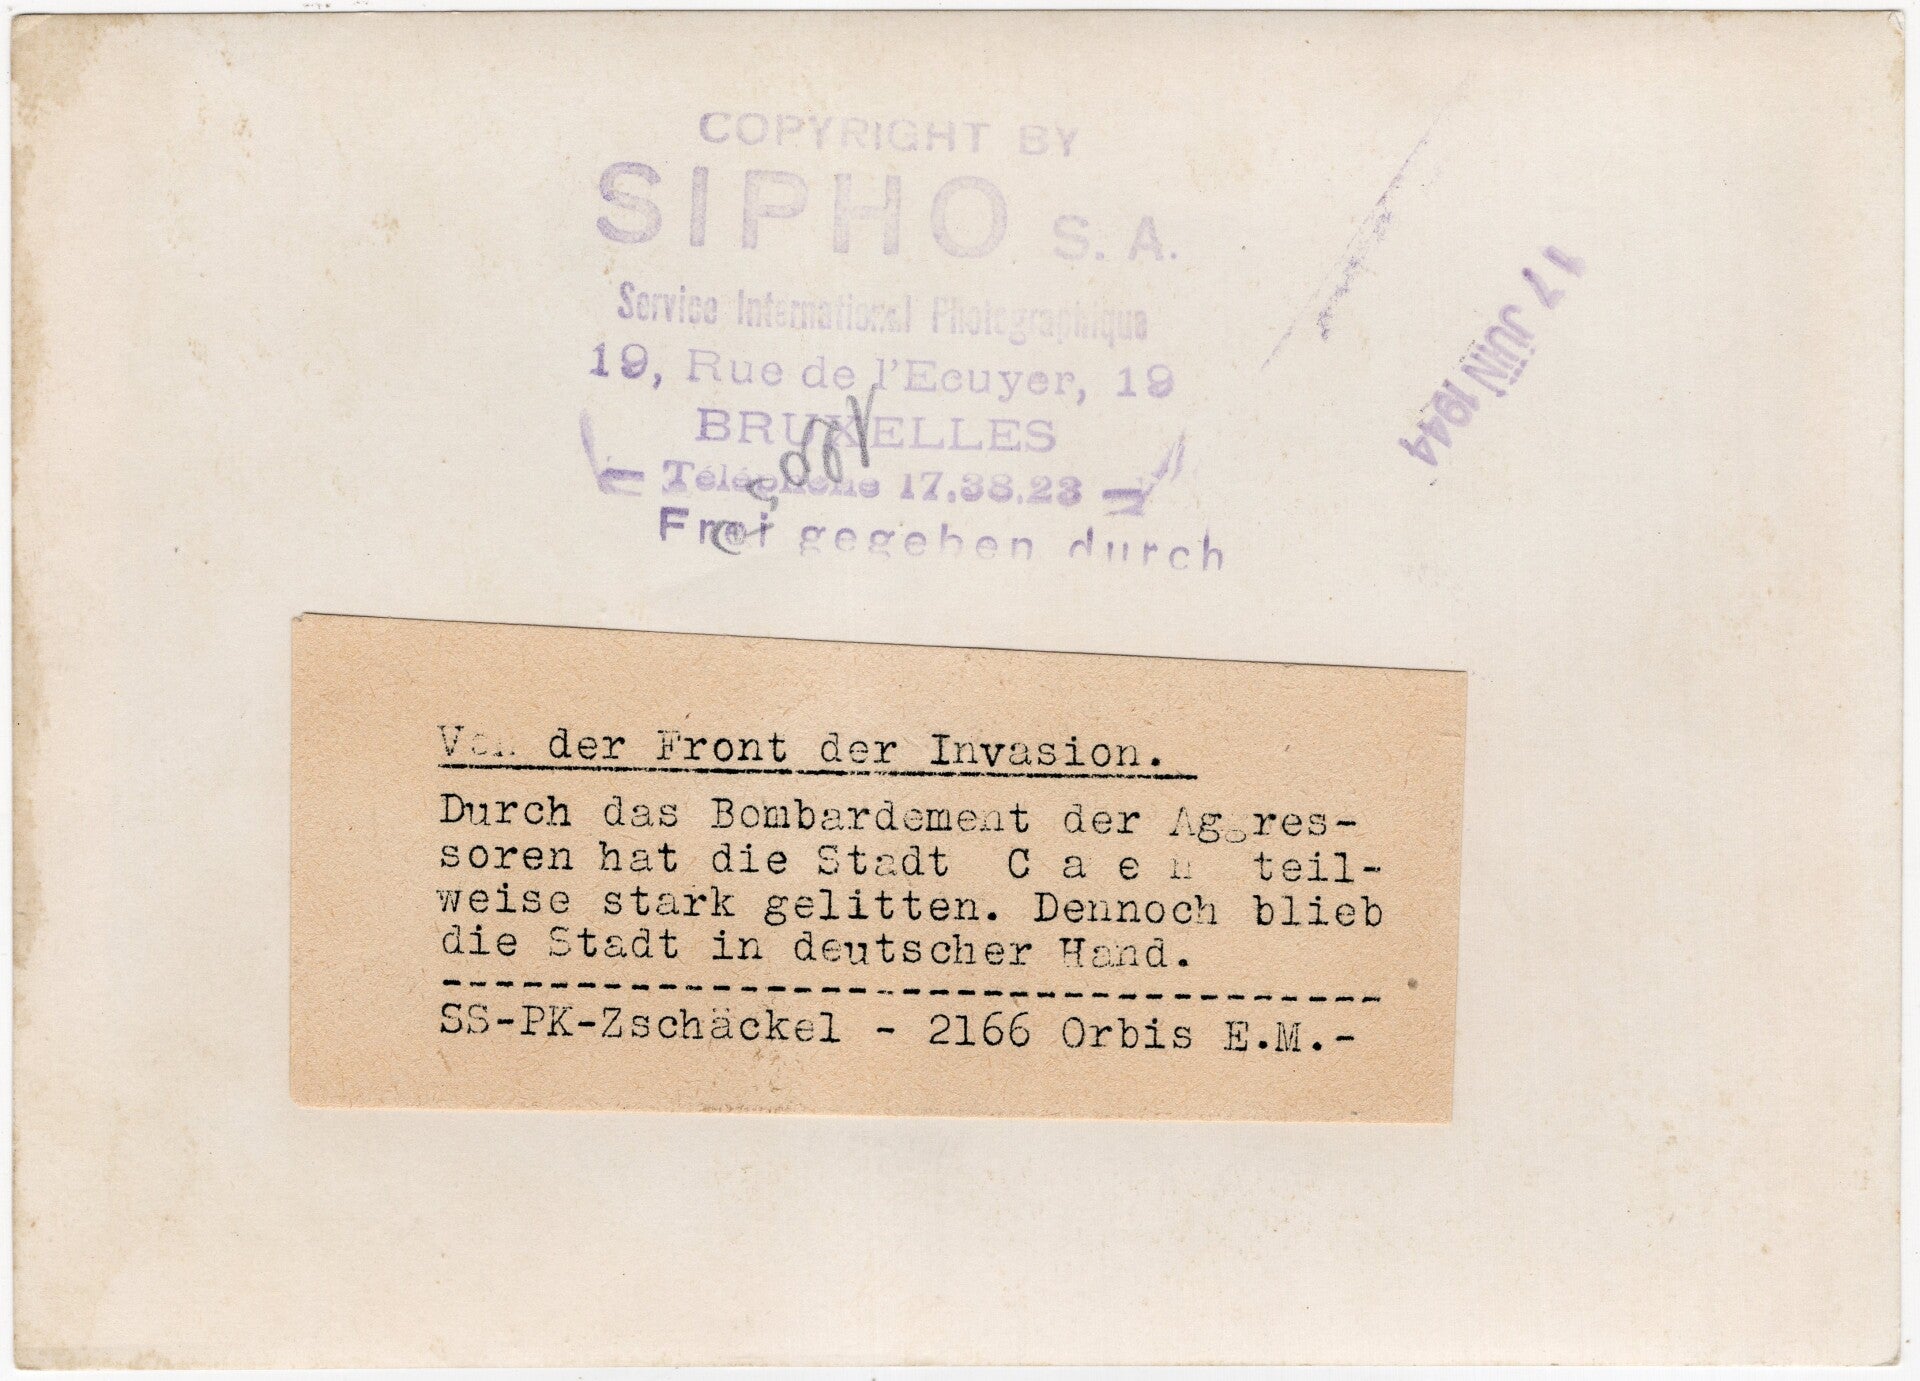 COPYRIGHT BY
SIPHO S. A.
Service International Photographique
19, Rue de l'Ecuyer, 19
BRUXELLES
Téléphone 17.38.23
Frei gegeben durch
17 JUIN 1944
Von der Front der Invasion.
Durch das Bombardement der Aggres-
soren hat die Stadt C a e n teil-
weise stark gelitten. Dennoch blieb
die Stadt in deutscher Hand.
-----------------------------------
SS-PK-Zschäckel - 2166 Orbis E.M.-